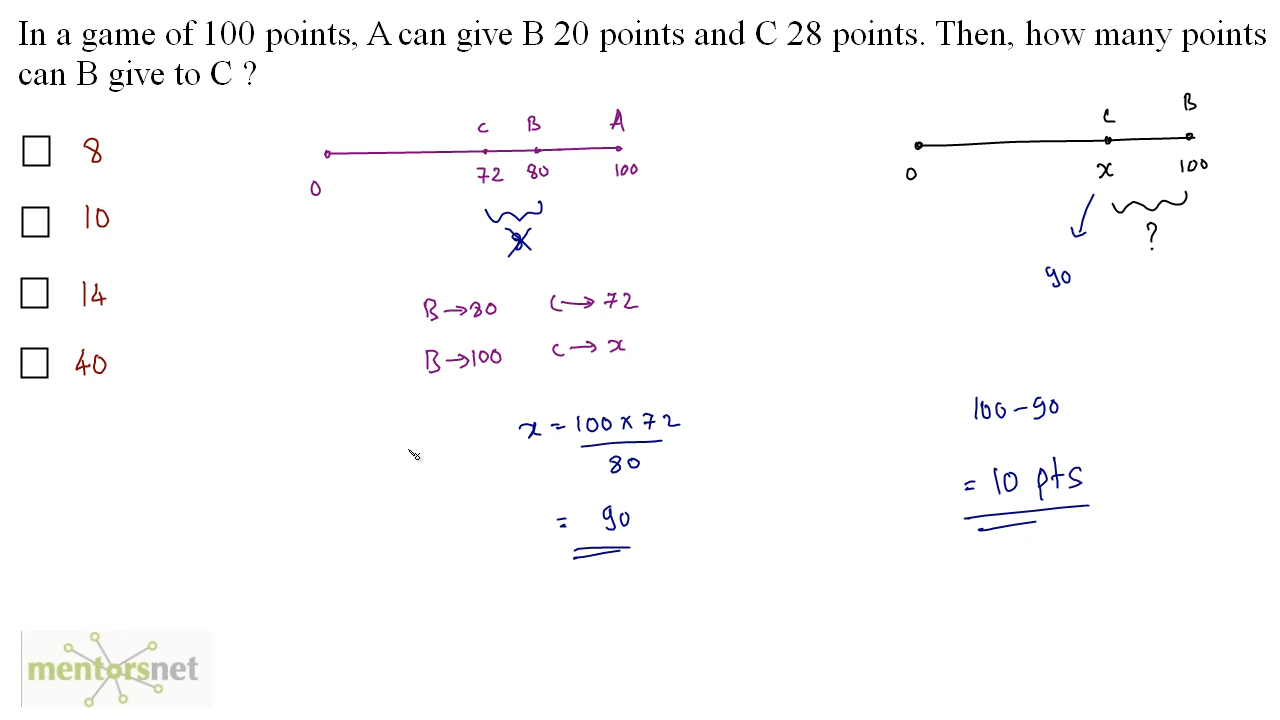 In a game of 100 points, A can give B 20 points and C 28 points. Then, how many points
can B give to C ?
8
10
14
40
C B A
0 72 80 100
8
B→80 C→72
B→100 C→x
x = 100 x 72
80
= 90
C B
0 x 100
?
90
100-90
= 10 pts
mentorsnet